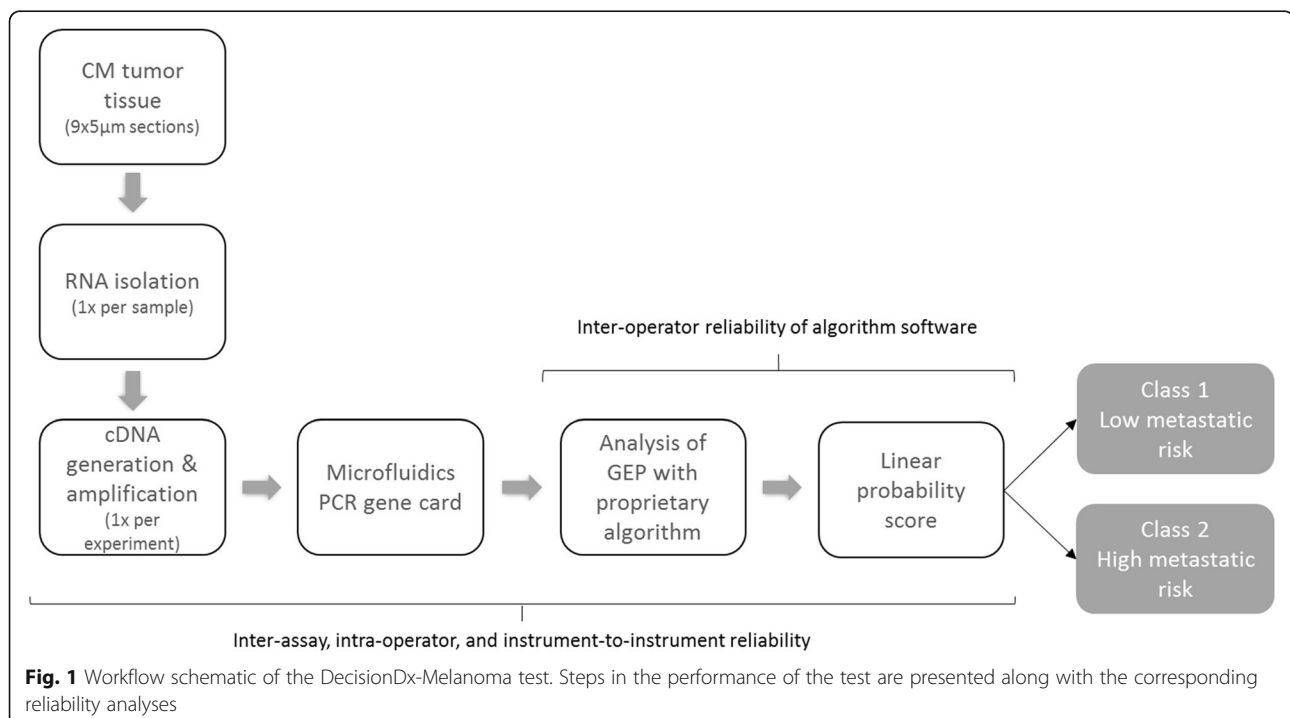 CM tumor
tissue
(9x5µm sections)
RNA isolation
(1x per sample)
cDNA
generation &
amplification
(1x per
experiment)
Microfluidics
PCR gene card
Inter-operator reliability of algorithm software
Analysis of
GEP with
proprietary
algorithm
Linear
probability
score
Class 1
Low metastatic
risk
Class 2
High metastatic
risk
Inter-assay, intra-operator, and instrument-to-instrument reliability
Fig. 1 Workflow schematic of the DecisionDx-Melanoma test. Steps in the performance of the test are presented along with the corresponding
reliability analyses